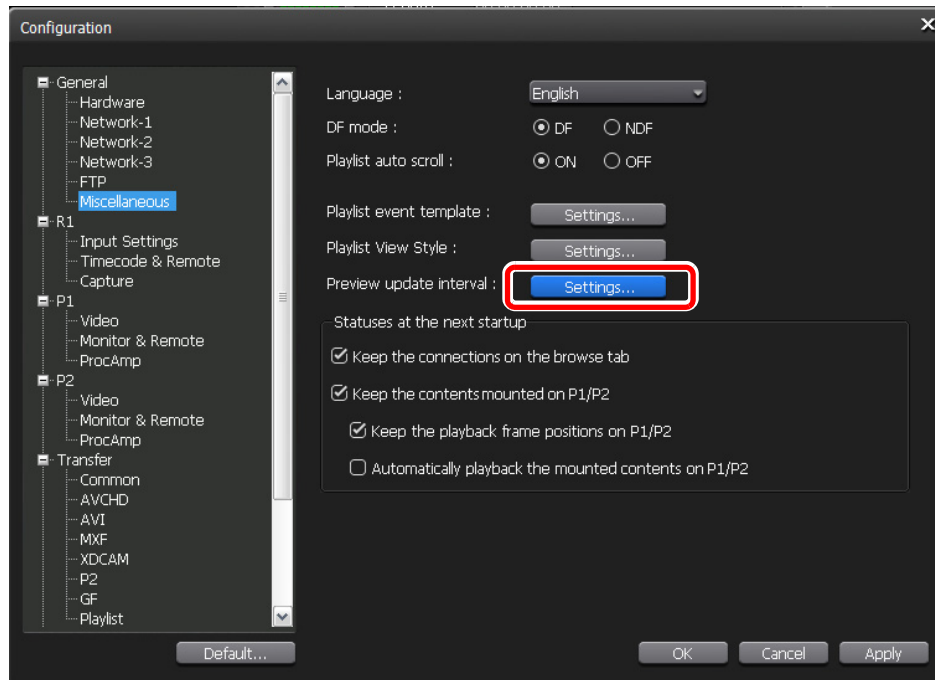 Configuration
General
Hardware
Network-1
Network-2
Network-3
FTP
Miscellaneous
R1
Input Settings
Timecode & Remote
Capture
P1
Video
Monitor & Remote
ProcAmp
P2
Video
Monitor & Remote
ProcAmp
Transfer
Common
AVCHD
AVI
MXF
XDCAM
P2
GF
Playlist
Default...
Language : English
DF mode : DF NDF
Playlist auto scroll : ON OFF
Playlist event template : Settings...
Playlist View Style : Settings...
Preview update interval : Settings...
Statuses at the next startup
Keep the connections on the browse tab
Keep the contents mounted on P1/P2
Keep the playback frame positions on P1/P2
Automatically playback the mounted contents on P1/P2
OK Cancel Apply